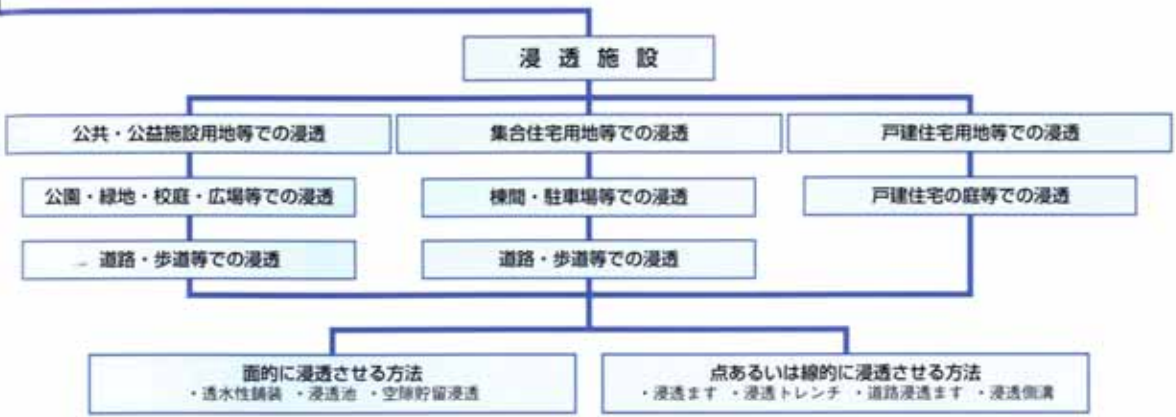 浸透施設
公共・公益施設用地等での浸透
集合住宅用地等での浸透
戸建住宅用地等での浸透
公園・緑地・校庭・広場等での浸透
棟間・駐車場等での浸透
戸建住宅の庭等での浸透
道路・歩道等での浸透
道路・歩道等での浸透
面的に浸透させる方法
・透水性舗装 ・浸透池 ・空隙貯留浸透
点あるいは線的に浸透させる方法
・浸透ます ・浸透トレンチ ・道路浸透ます ・浸透側溝